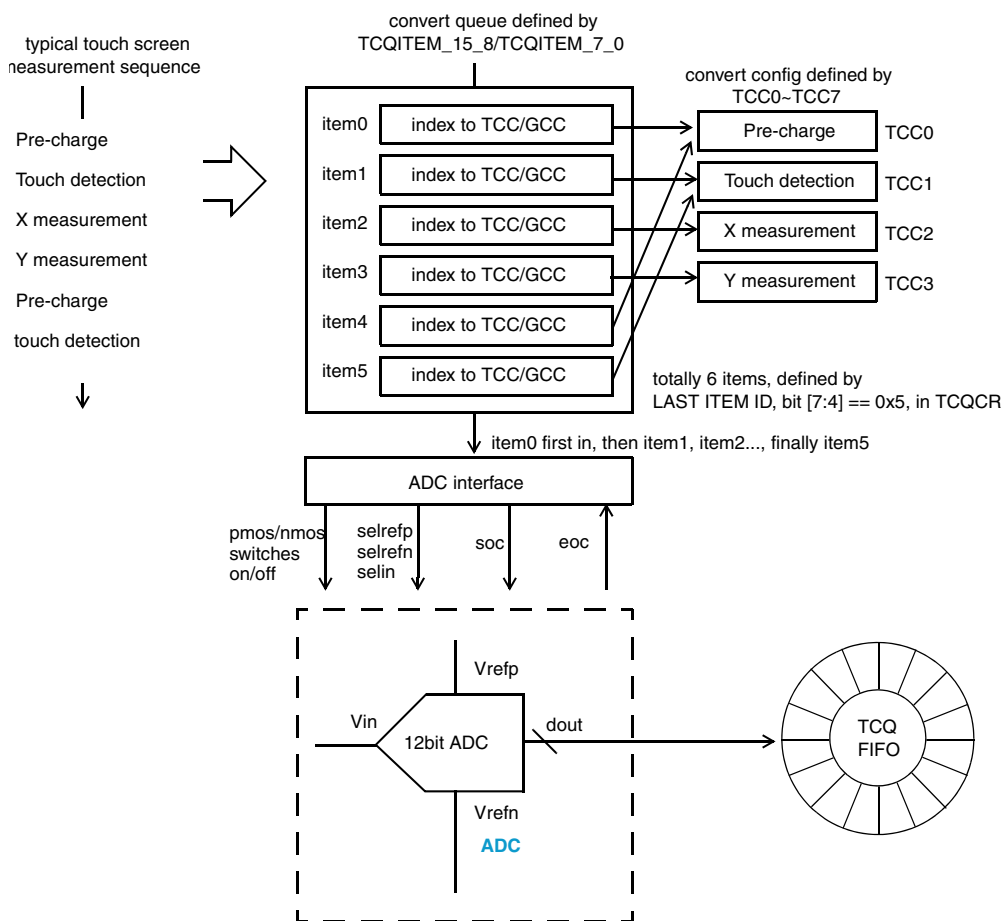 convert queue defined by
TCQITEM_15_8/TCQITEM_7_0
typical touch screen
measurement sequence
convert config defined by
TCC0~TCC7
Pre-charge
Touch detection
X measurement
Y measurement
Pre-charge
touch detection
item0
index to TCC/GCC
item1
index to TCC/GCC
item2
index to TCC/GCC
item3
index to TCC/GCC
item4
index to TCC/GCC
item5
index to TCC/GCC
Pre-charge
TCC0
Touch detection
TCC1
X measurement
TCC2
Y measurement
TCC3
totally 6 items, defined by
LAST ITEM ID, bit [7:4] == 0x5, in TCQCR
item0 first in, then item1, item2..., finally item5
ADC interface
pmos/nmos
switches
on/off
selrefp
selrefn
selin
soc
eoc
Vrefp
Vin
12bit ADC
dout
Vrefn
ADC
TCQ
FIFO